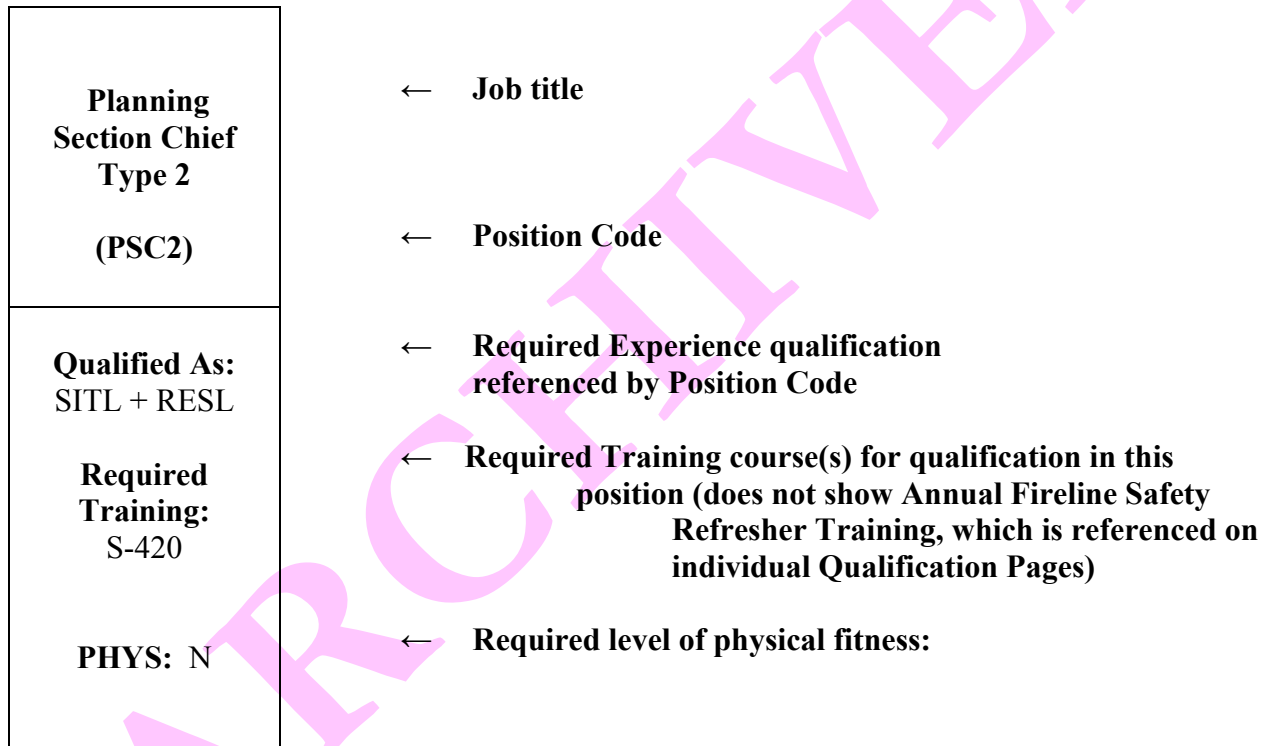 Planning
Section Chief
Type 2
(PSC2)
← Job title
← Position Code
Qualified As:
SITL + RESL
Required
Training:
S-420
PHYS: N
← Required Experience qualification
referenced by Position Code
← Required Training course(s) for qualification in this
position (does not show Annual Fireline Safety
Refresher Training, which is referenced on
individual Qualification Pages)
← Required level of physical fitness:
ARCHIVE